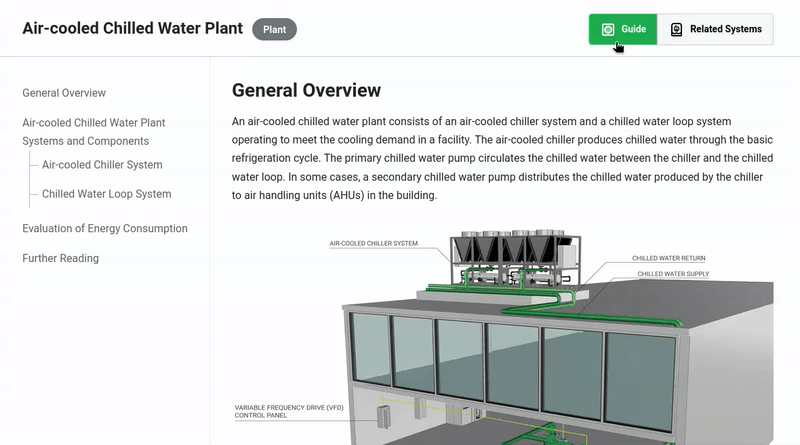 Air-cooled Chilled Water Plant
Plant
Guide
Related Systems
General Overview
Air-cooled Chilled Water Plant
Systems and Components
Air-cooled Chiller System
Chilled Water Loop System
Evaluation of Energy Consumption
Further Reading
General Overview
An air-cooled chilled water plant consists of an air-cooled chiller system and a chilled water loop system
operating to meet the cooling demand in a facility. The air-cooled chiller produces chilled water through the basic
refrigeration cycle. The primary chilled water pump circulates the chilled water between the chiller and the chilled
water loop. In some cases, a secondary chilled water pump distributes the chilled water produced by the chiller
to air handling units (AHUs) in the building.
AIR-COOLED CHILLER SYSTEM
CHILLED WATER RETURN
CHILLED WATER SUPPLY
VARIABLE FREQUENCY DRIVE (VFD)
CONTROL PANEL